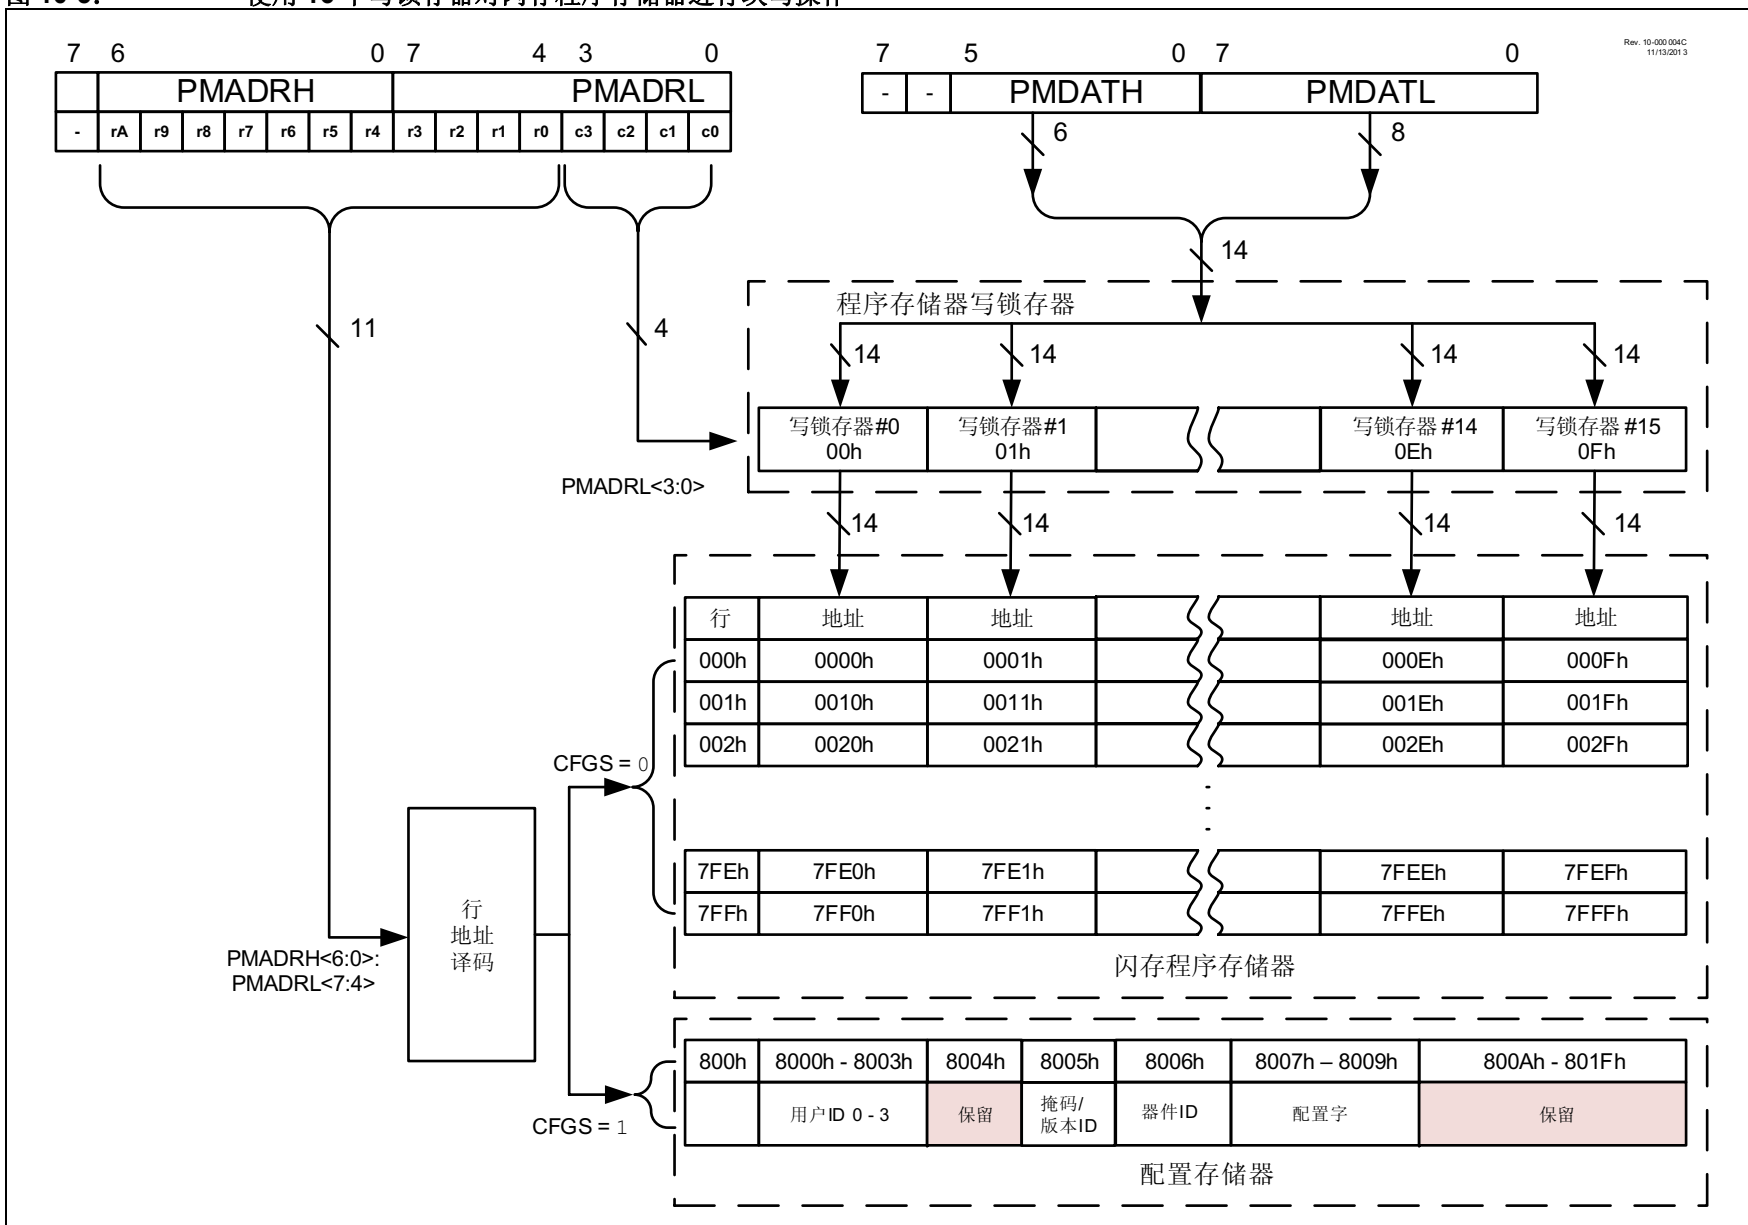 Rev. 10-000 004C
11/13/2013
7 6 0 7 4 3 0
PMADRH PMADRL
- rA r9 r8 r7 r6 r5 r4 r3 r2 r1 r0 c3 c2 c1 c0
7 5 0 7 0
- - PMDATH PMDATL
6 8
14
11 4
程序存储器写锁存器
14 14 14 14
写锁存器#0 写锁存器#1 写锁存器 #14 写锁存器 #15
00h 01h 0Eh 0Fh
PMADRL<3:0>
14 14 14 14
行 地址 地址 地址 地址
000h 0000h 0001h 000Eh 000Fh
001h 0010h 0011h 001Eh 001Fh
002h 0020h 0021h 002Eh 002Fh
CFGS = 0
7FEh 7FE0h 7FE1h 7FEEh 7FEFh
7FFh 7FF0h 7FF1h 7FFEh 7FFFh
闪存程序存储器
行
地址
译码
PMADRH<6:0>:
PMADRL<7:4>
800h 8000h - 8003h 8004h 8005h 8006h 8007h – 8009h 800Ah - 801Fh
用户ID 0 - 3 保留 掩码/
版本ID 器件ID 配置字 保留
CFGS = 1
配置存储器